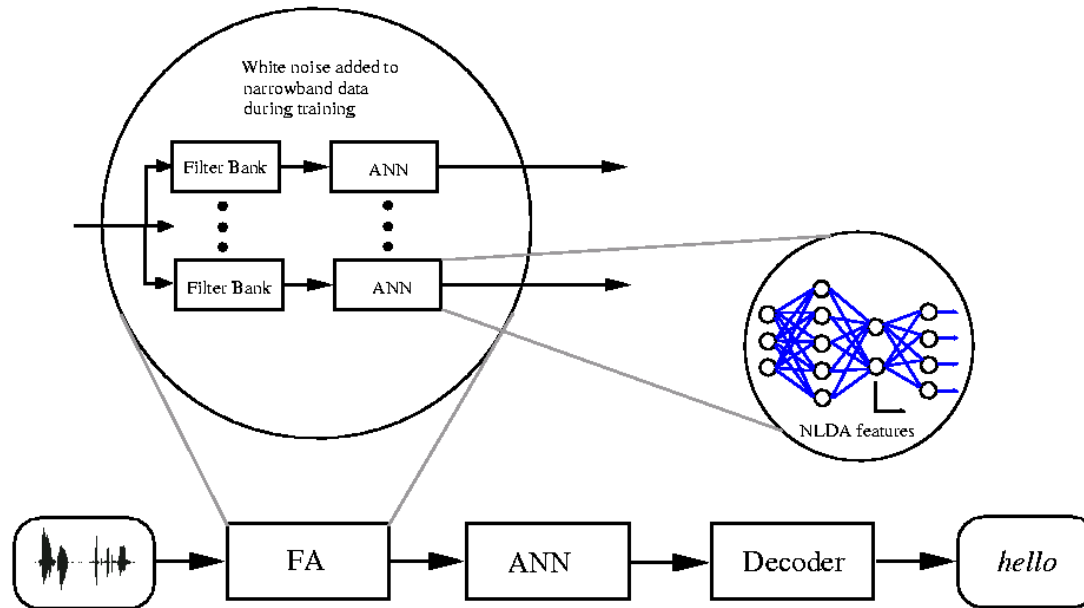 White noise added to
narrowband data
during training
Filter Bank
ANN
Filter Bank
ANN
NLDA features
FA
ANN
Decoder
hello